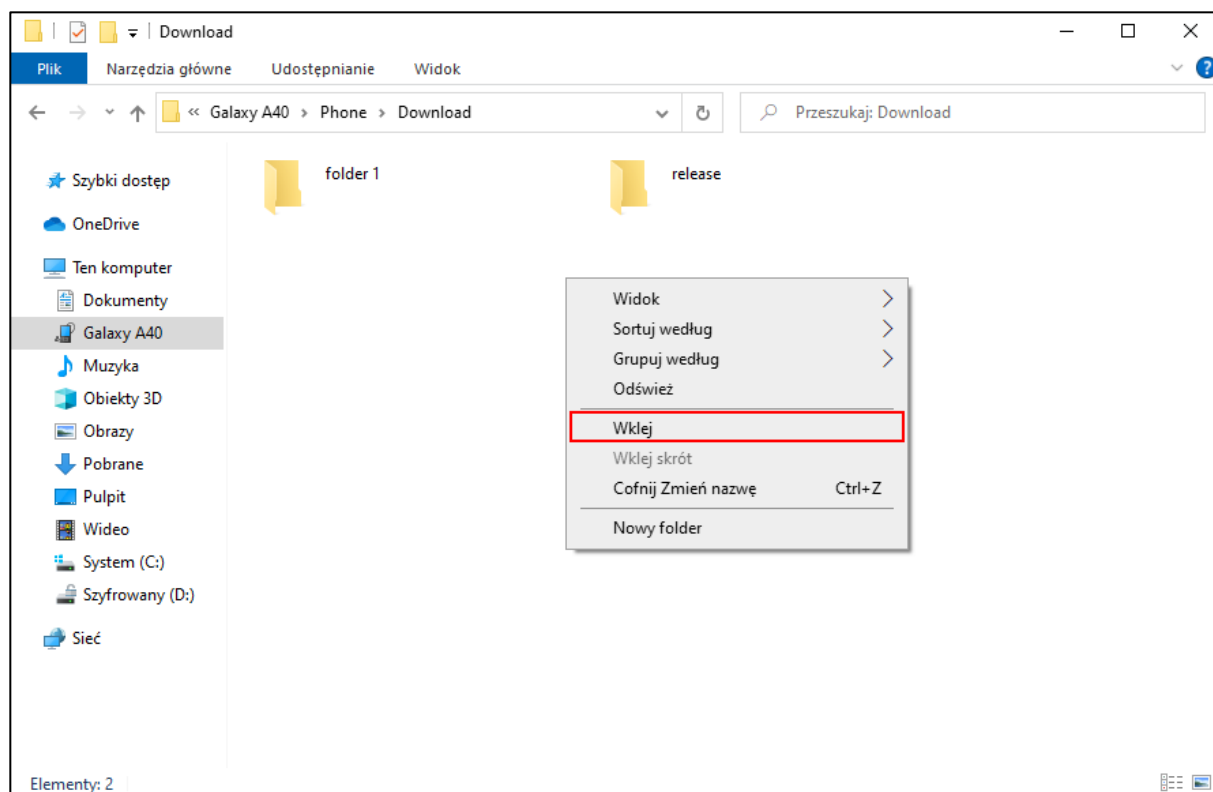 Download
Plik Narzędzia główne Udostępnianie Widok
« Galaxy A40 › Phone › Download
Przeszukaj: Download
Szybki dostęp
OneDrive
Ten komputer
Dokumenty
Galaxy A40
Muzyka
Obiekty 3D
Obrazy
Pobrane
Pulpit
Wideo
System (C:)
Szyfrowany (D:)
Sieć
folder 1
release
Widok
Sortuj według
Grupuj według
Odśwież
Wklej
Wklej skrót
Cofnij Zmień nazwę Ctrl+Z
Nowy folder
Elementy: 2